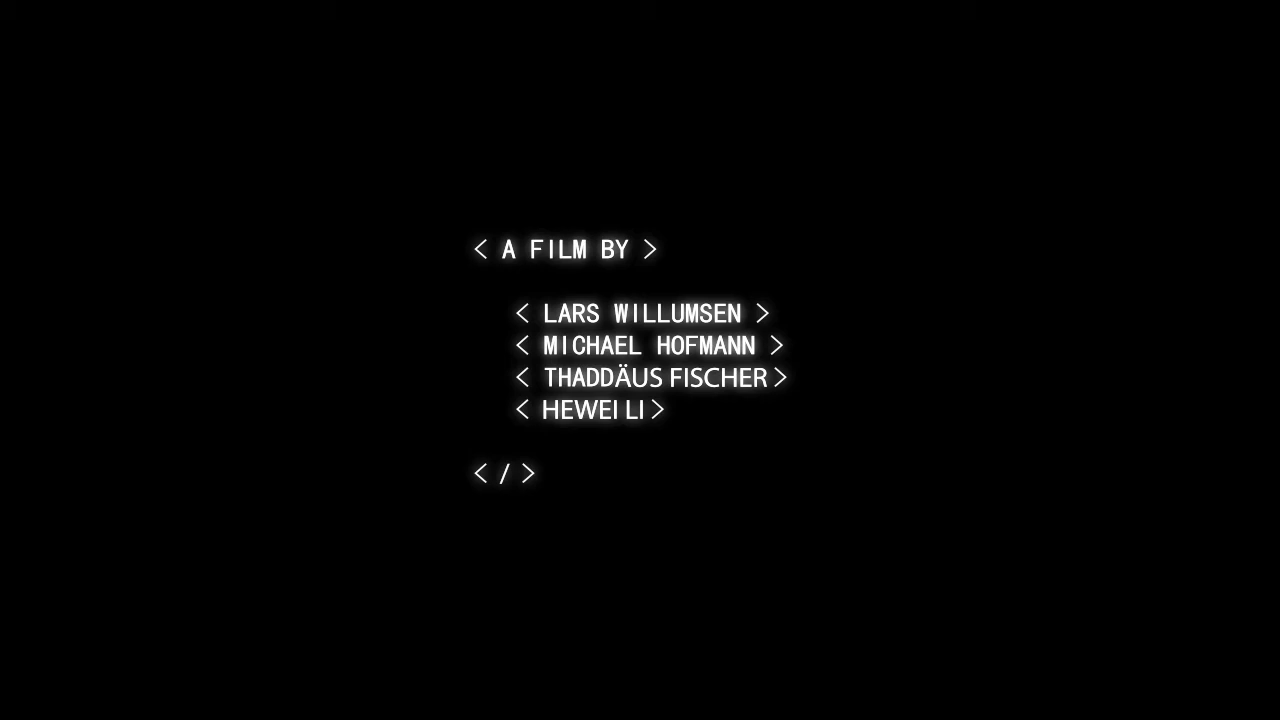 < A FILM BY >
< LARS WILLUMSEN >
< MICHAEL HOFMANN >
< THADDÄUS FISCHER >
< HEWEI LI >
< / >